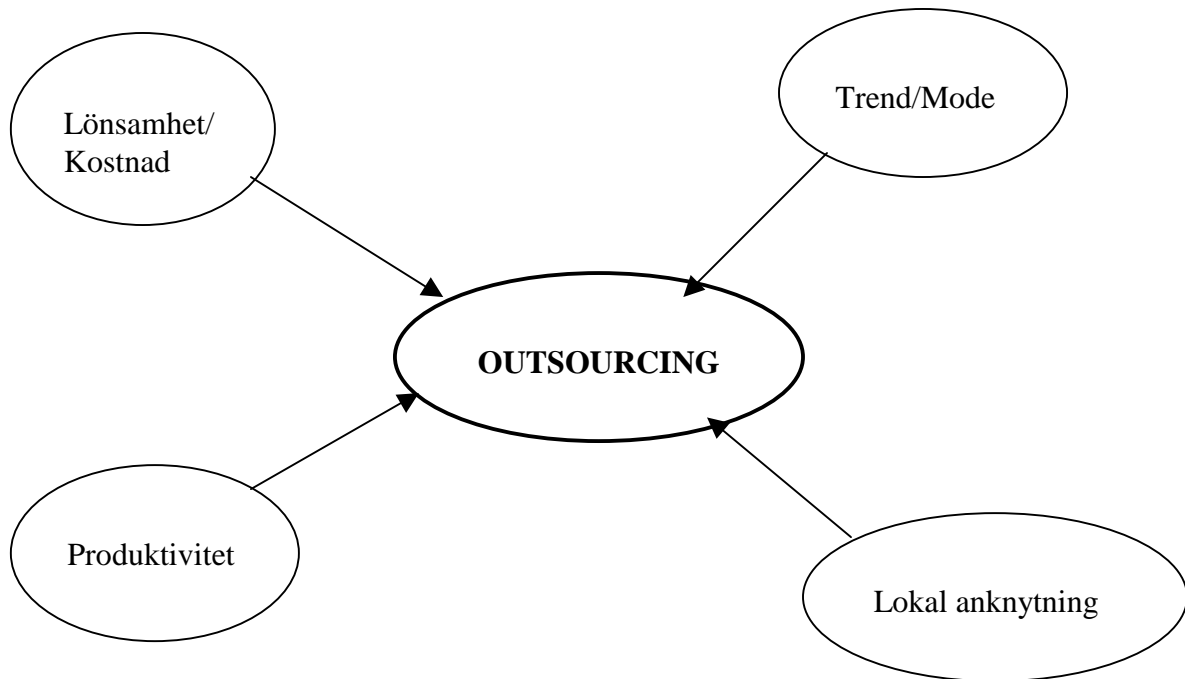 Lönsamhet/
Kostnad
Trend/Mode
OUTSOURCING
Produktivitet
Lokal anknytning